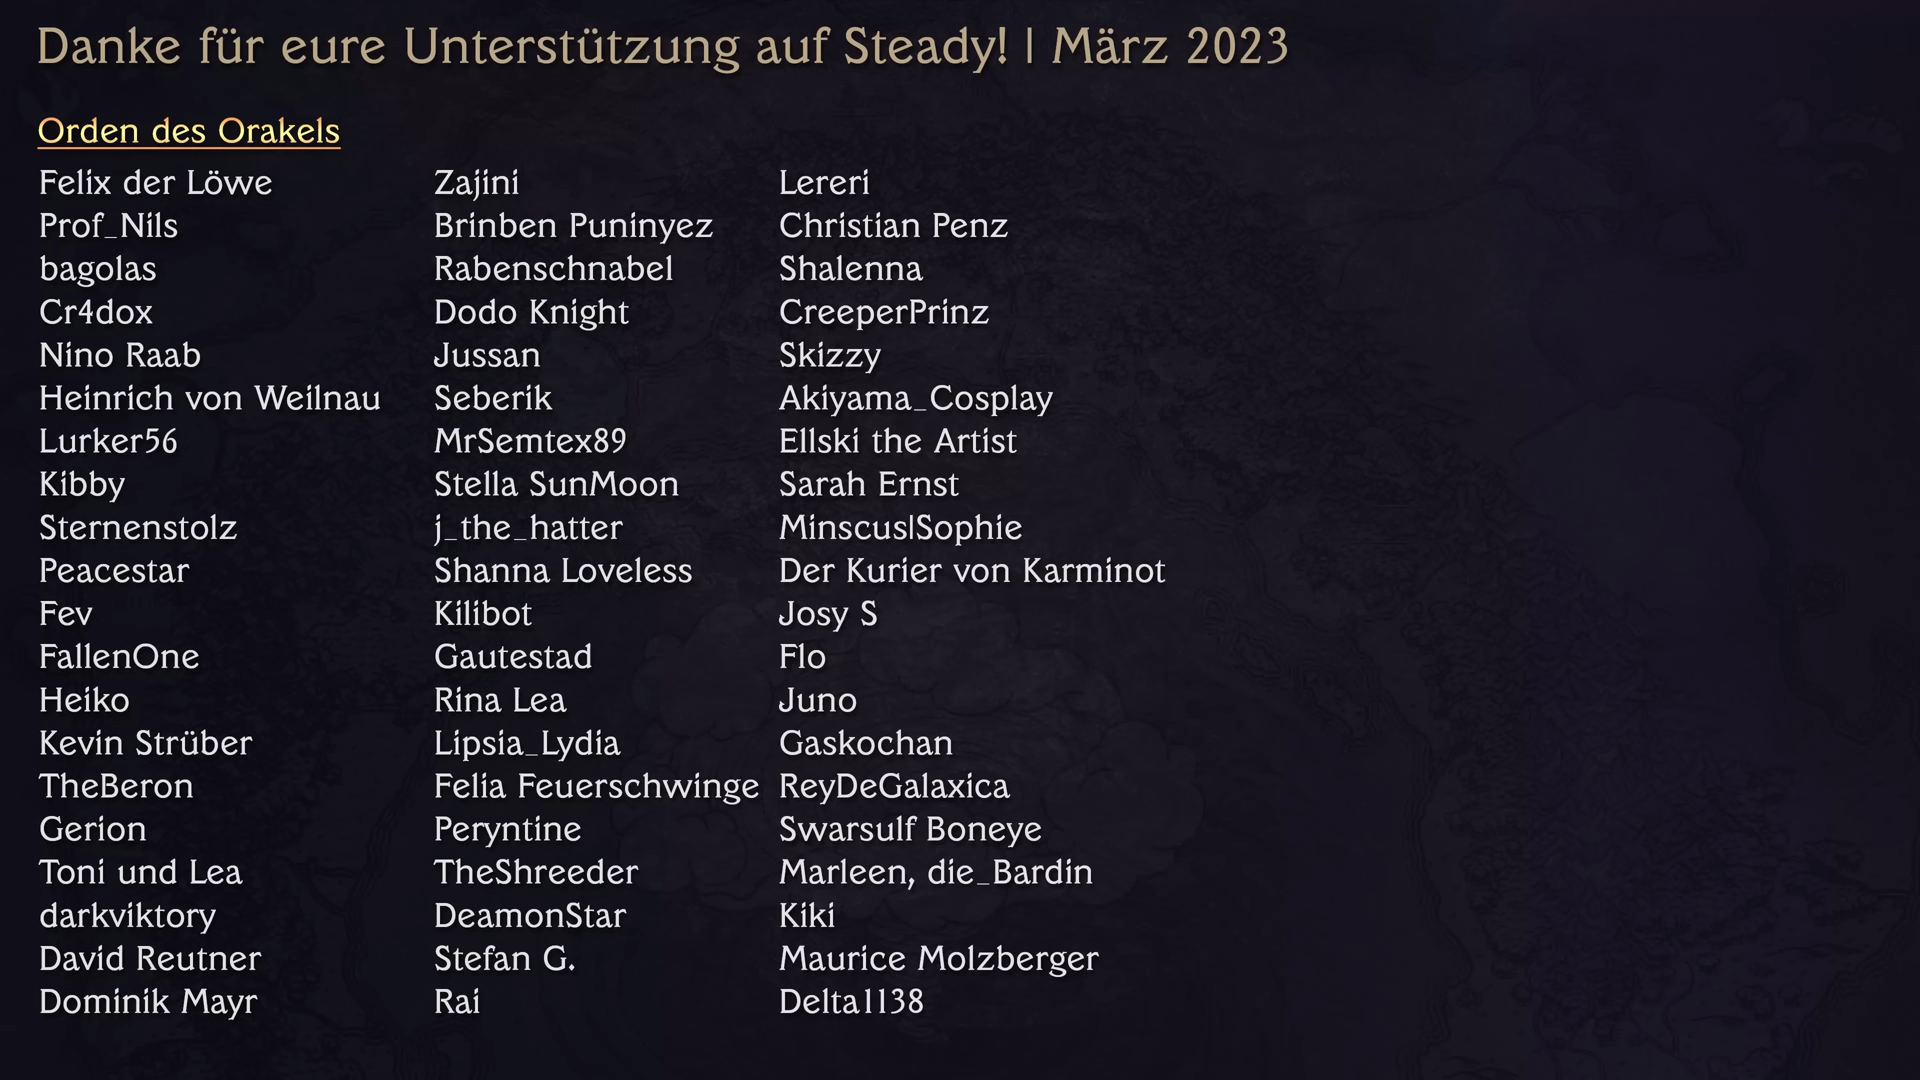 Danke für eure Unterstützung auf Steady! | März 2023
Orden des Orakels
Felix der Löwe
Prof_Nils
bagolas
Cr4dox
Nino Raab
Heinrich von Weilnau
Lurker56
Kibby
Sternenstolz
Peacestar
Fev
FallenOne
Heiko
Kevin Strüber
TheBeron
Gerion
Toni und Lea
darkviktory
David Reutner
Dominik Mayr
Zajini
Brinben Puninyez
Rabenschnabel
Dodo Knight
Jussan
Seberik
MrSemtex89
Stella SunMoon
j_the_hatter
Shanna Loveless
Kilibot
Gautestad
Rina Lea
Lipsia_Lydia
Felia Feuerschwinge
Peryntine
TheShreeder
DeamonStar
Stefan G.
Rai
Lereri
Christian Penz
Shalenna
CreeperPrinz
Skizzy
Akiyama_Cosplay
Ellski the Artist
Sarah Ernst
Minscus|Sophie
Der Kurier von Karminot
Josy S
Flo
Juno
Gaskochan
ReyDeGalaxica
Swarsulf Boneye
Marleen, die_Bardin
Kiki
Maurice Molzberger
Delta1138